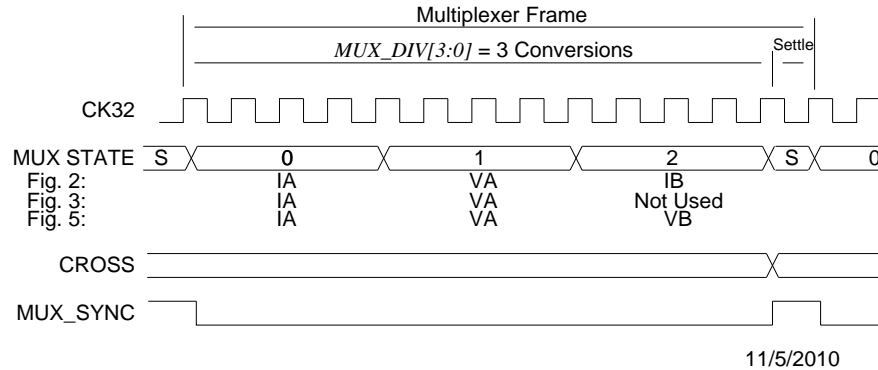 Multiplexer Frame
MUX_DIV[3:0] = 3 Conversions
Settle
CK32
MUX STATE S 0 1 2 S 0
Fig. 2: IA VA IB
Fig. 3: IA VA Not Used
Fig. 5: IA VA VB
CROSS
MUX_SYNC
11/5/2010